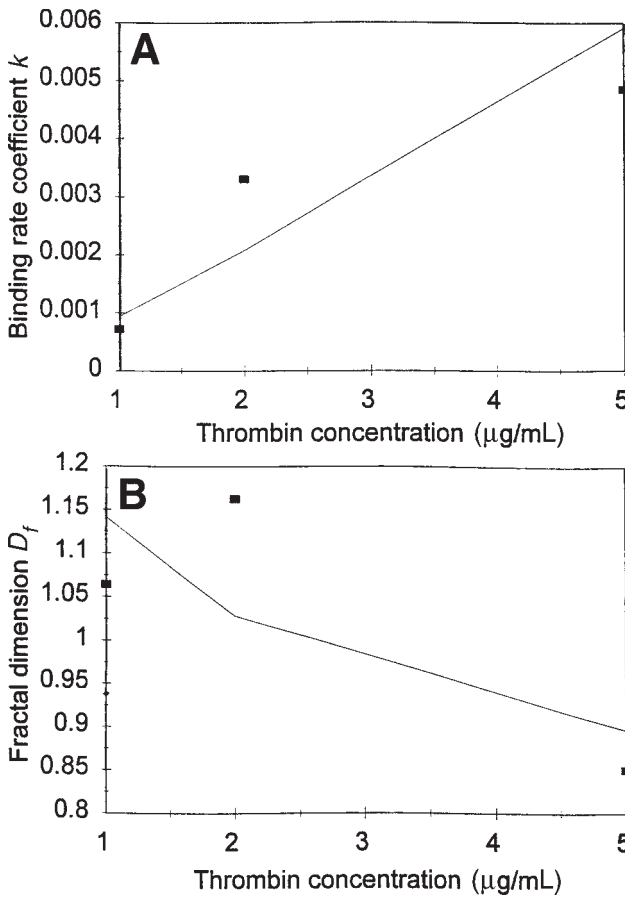 A
Binding rate coefficient k
0.006
0.005
0.004
0.003
0.002
0.001
0
1 2 3 4 5
Thrombin concentration (μg/mL)
B
Fractal dimension Df
1.2
1.15
1.1
1.05
1
0.95
0.9
0.85
0.8
1 2 3 4 5
Thrombin concentration (μg/mL)